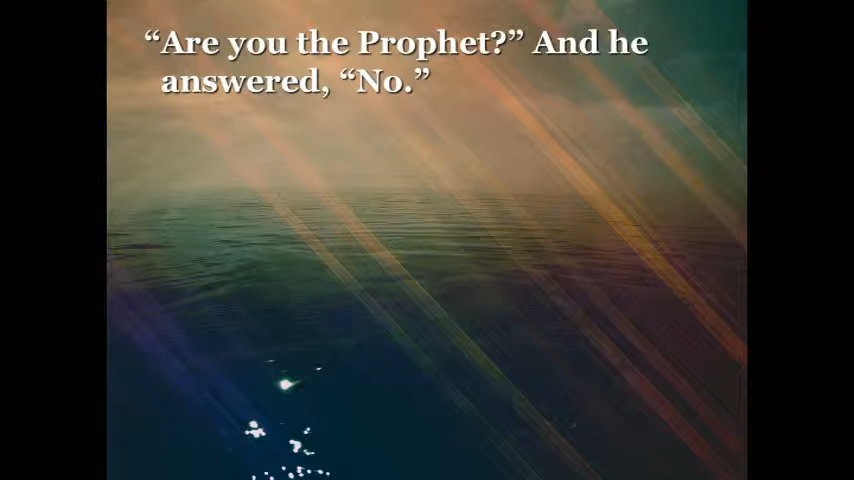 “Are you the Prophet?” And he
answered, “No.”